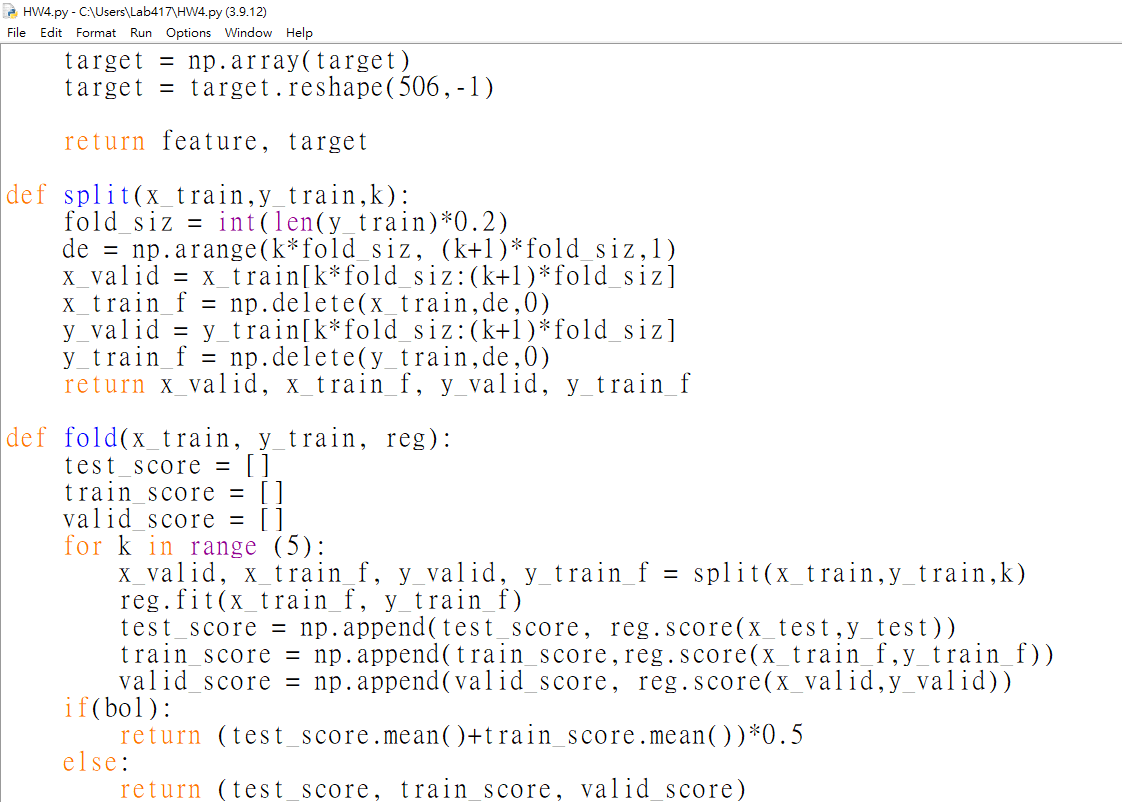 HW4.py - C:\Users\Lab417\HW4.py (3.9.12)
File Edit Format Run Options Window Help
    target = np.array(target)
    target = target.reshape(506,-1)
    return feature, target
def split(x_train,y_train,k):
    fold_siz = int(len(y_train)*0.2)
    de = np.arange(k*fold_siz, (k+1)*fold_siz,1)
    x_valid = x_train[k*fold_siz:(k+1)*fold_siz]
    x_train_f = np.delete(x_train,de,0)
    y_valid = y_train[k*fold_siz:(k+1)*fold_siz]
    y_train_f = np.delete(y_train,de,0)
    return x_valid, x_train_f, y_valid, y_train_f
def fold(x_train, y_train, reg):
    test_score = []
    train_score = []
    valid_score = []
    for k in range (5):
        x_valid, x_train_f, y_valid, y_train_f = split(x_train,y_train,k)
        reg.fit(x_train_f, y_train_f)
        test_score = np.append(test_score, reg.score(x_test,y_test))
        train_score = np.append(train_score,reg.score(x_train_f,y_train_f))
        valid_score = np.append(valid_score, reg.score(x_valid,y_valid))
    if(bol):
        return (test_score.mean()+train_score.mean())*0.5
    else:
        return (test_score, train_score, valid_score)